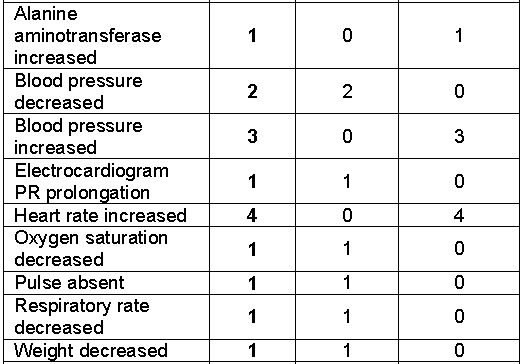 Alanine
aminotransferase 1 0 1
increased
Blood pressure
decreased 2 2 0
Blood pressure
increased 3 0 3
Electrocardiogram
PR prolongation 1 1 0
Heart rate increased 4 0 4
Oxygen saturation
decreased 1 1 0
Pulse absent 1 1 0
Respiratory rate
decreased 1 1 0
Weight decreased 1 1 0